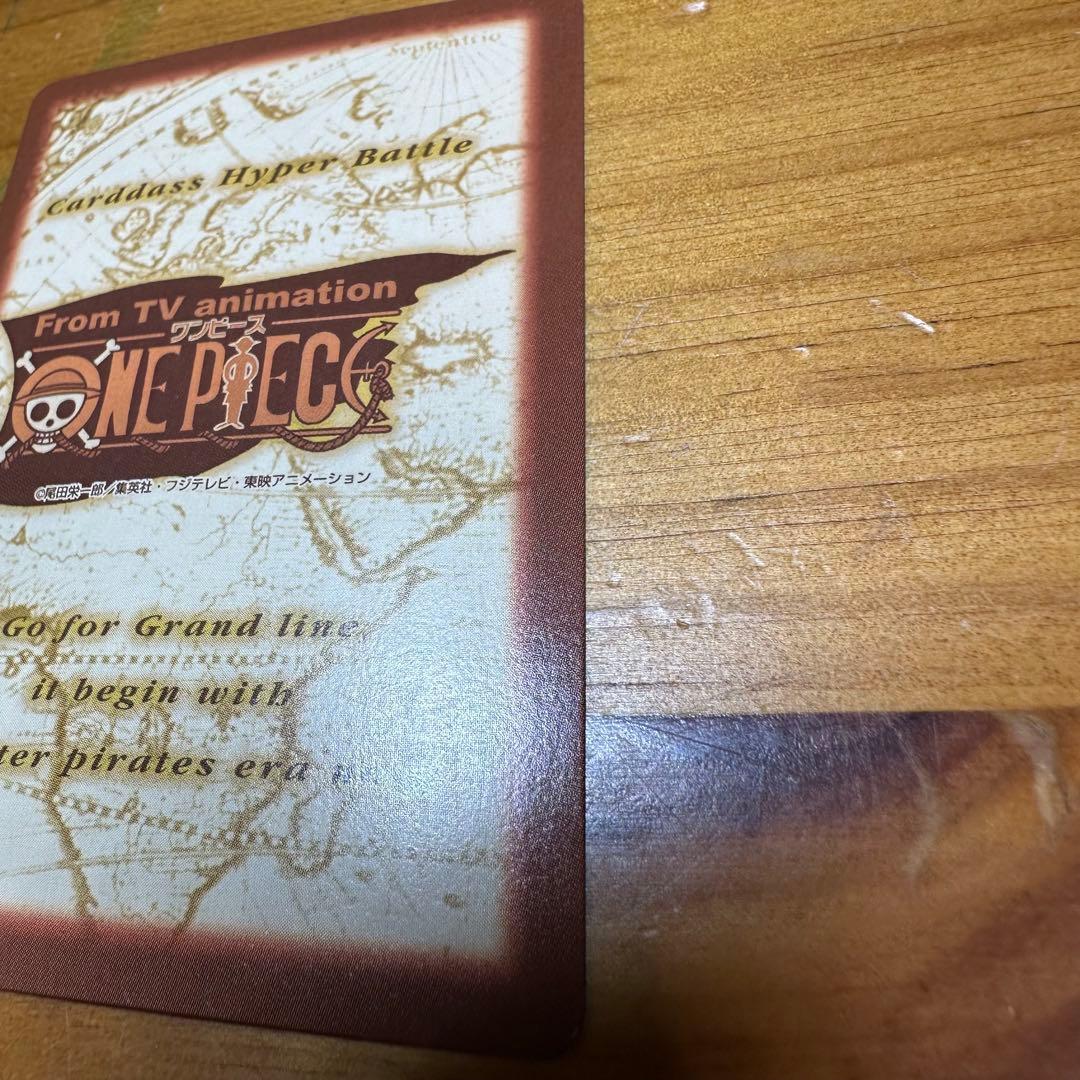 Septentrio
Carddass Hyper Battle
From TV animation
ワンピース
ONE PIECE
©尾田栄一郎/集英社・フジテレビ・東映アニメーション
Go for Grand line
it begin with
ter pirates era